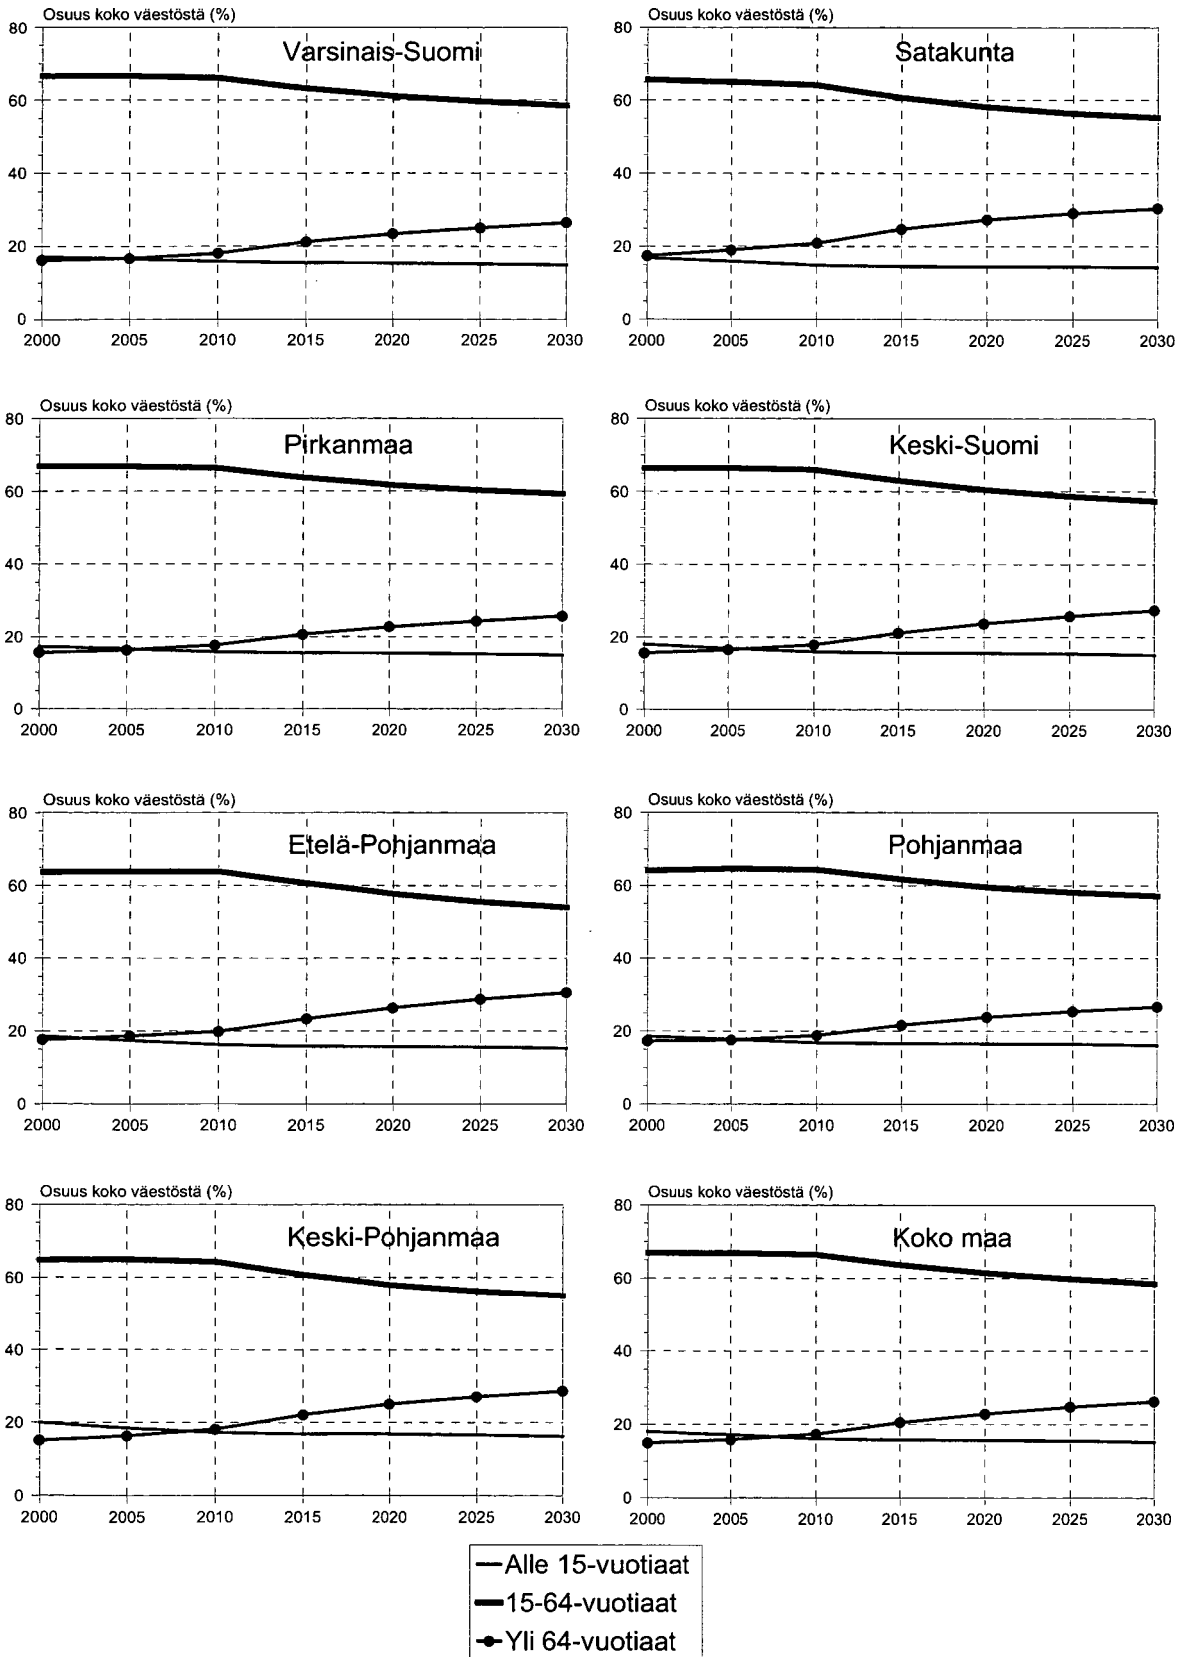 Osuus koko väestöstä (%)
80
Varsinais-Suomi
60
40
20
0
2000 2005 2010 2015 2020 2025 2030
Osuus koko väestöstä (%)
80
Satakunta
60
40
20
0
2000 2005 2010 2015 2020 2025 2030
Osuus koko väestöstä (%)
80
Pirkanmaa
60
40
20
0
2000 2005 2010 2015 2020 2025 2030
Osuus koko väestöstä (%)
80
Keski-Suomi
60
40
20
0
2000 2005 2010 2015 2020 2025 2030
Osuus koko väestöstä (%)
80
Etelä-Pohjanmaa
60
40
20
0
2000 2005 2010 2015 2020 2025 2030
Osuus koko väestöstä (%)
80
Pohjanmaa
60
40
20
0
2000 2005 2010 2015 2020 2025 2030
Osuus koko väestöstä (%)
80
Keski-Pohjanmaa
60
40
20
0
2000 2005 2010 2015 2020 2025 2030
Osuus koko väestöstä (%)
80
Koko maa
60
40
20
0
2000 2005 2010 2015 2020 2025 2030
Alle 15-vuotiaat
15-64-vuotiaat
Yli 64-vuotiaat